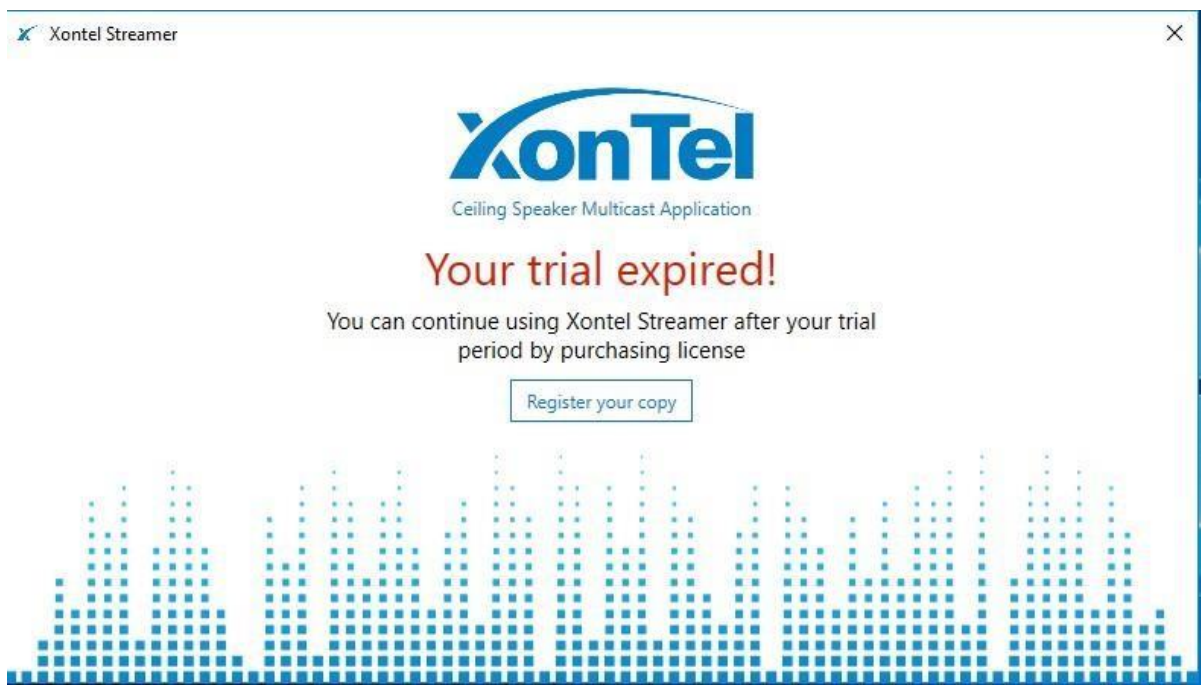 Xontel Streamer
XonTel
Ceiling Speaker Multicast Application
Your trial expired!
You can continue using Xontel Streamer after your trial
period by purchasing license
Register your copy